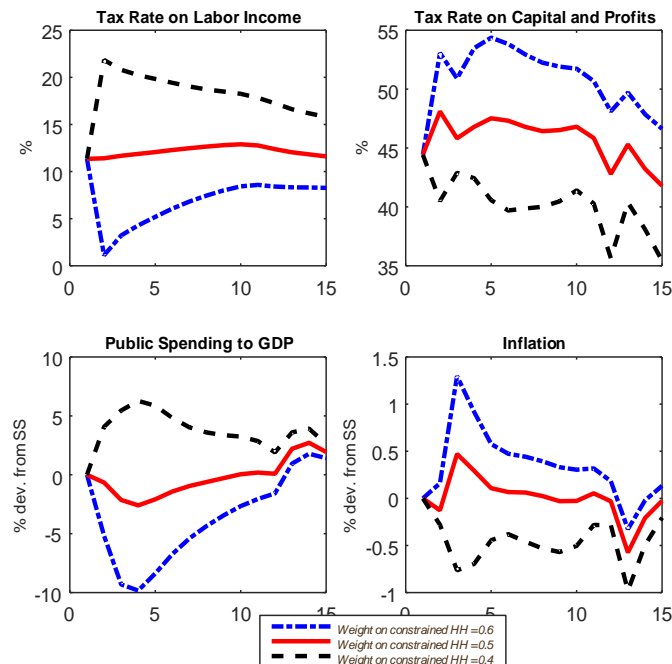 Tax Rate on Labor Income
25
20
15
10
5
0
0 5 10 15
%
Tax Rate on Capital and Profits
55
50
45
40
35
0 5 10 15
%
Public Spending to GDP
10
5
0
-5
-10
0 5 10 15
% dev. from SS
Inflation
1.5
1
0.5
0
-0.5
-1
0 5 10 15
% dev. from SS
Weight on constrained HH =0.6
Weight on constrained HH =0.5
Weight on constrained HH =0.4